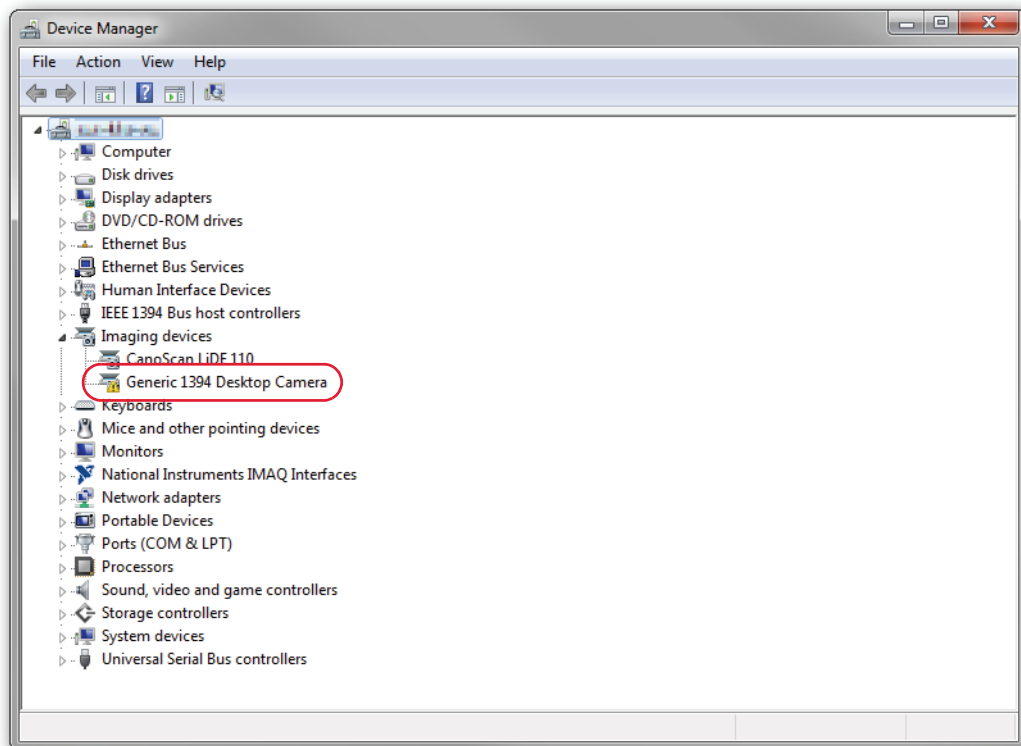 Device Manager
File Action View Help
Computer
Disk drives
Display adapters
DVD/CD-ROM drives
Ethernet Bus
Ethernet Bus Services
Human Interface Devices
IEEE 1394 Bus host controllers
Imaging devices
CanoScan LiDE 110
Generic 1394 Desktop Camera
Keyboards
Mice and other pointing devices
Monitors
National Instruments IMAQ Interfaces
Network adapters
Portable Devices
Ports (COM & LPT)
Processors
Sound, video and game controllers
Storage controllers
System devices
Universal Serial Bus controllers